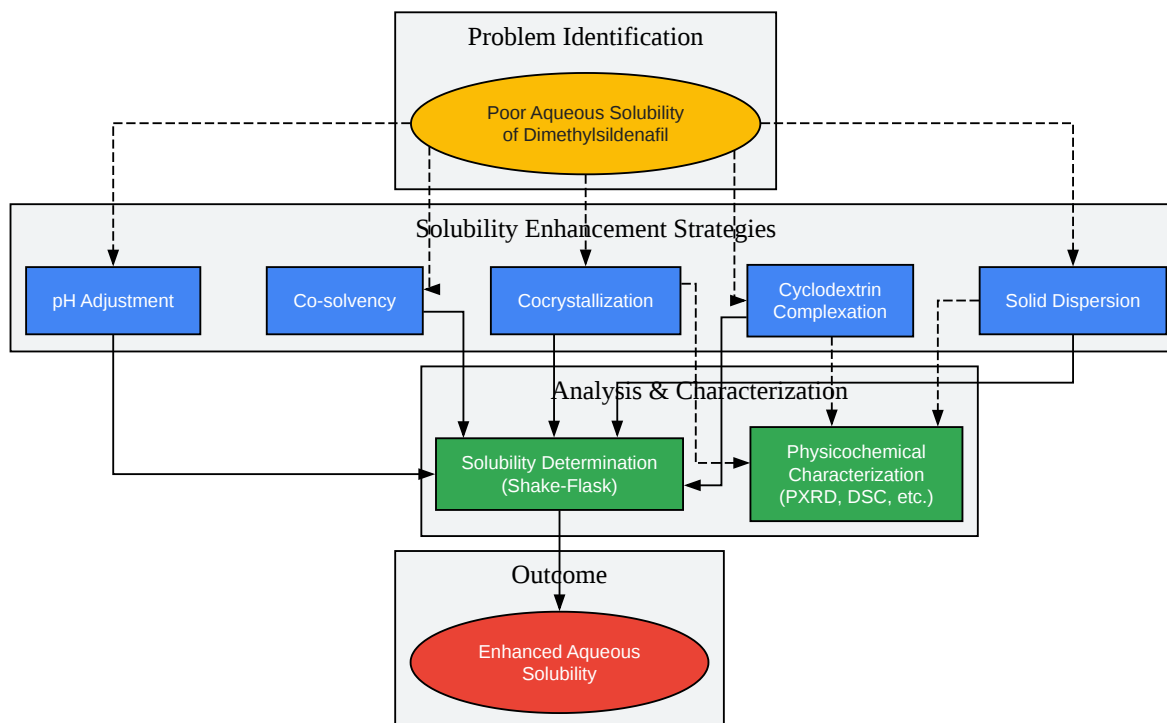 Problem Identification
Poor Aqueous Solubility
of Dimethylsildenafil
Solubility Enhancement Strategies
pH Adjustment
Co-solvency
Cocrystallization
Cyclodextrin
Complexation
Solid Dispersion
Analysis & Characterization
Solubility Determination
(Shake-Flask)
Physicochemical
Characterization
(PXRD, DSC, etc.)
Outcome
Enhanced Aqueous
Solubility